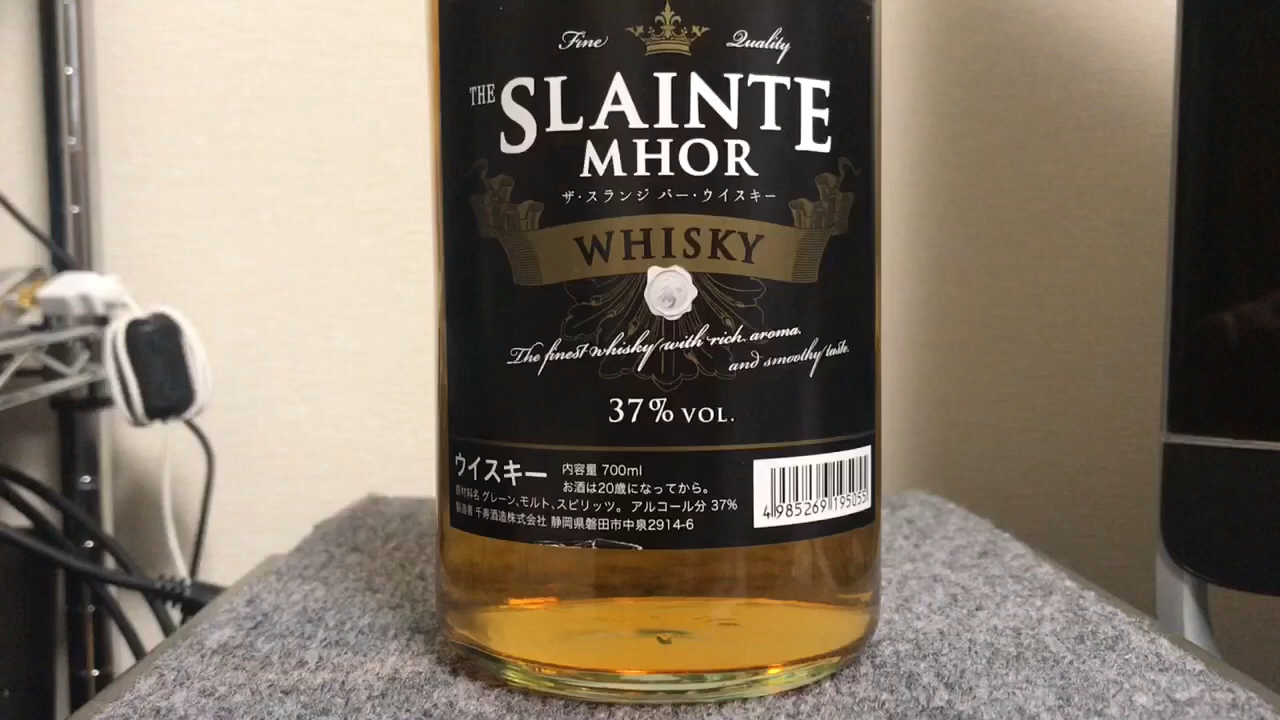 Fine Quality
THE SLAINTE
MHOR
ザ・スランジ バー・ウイスキー
WHISKY
The finest whisky with rich aroma.
and smoothy taste.
37% VOL.
ウイスキー 内容量 700ml
お酒は20歳になってから。
原材料名 グレーン、モルト、スピリッツ。 アルコール分 37%
製造者 千寿酒造株式会社 静岡県磐田市中泉2914-6
4 985269 195055